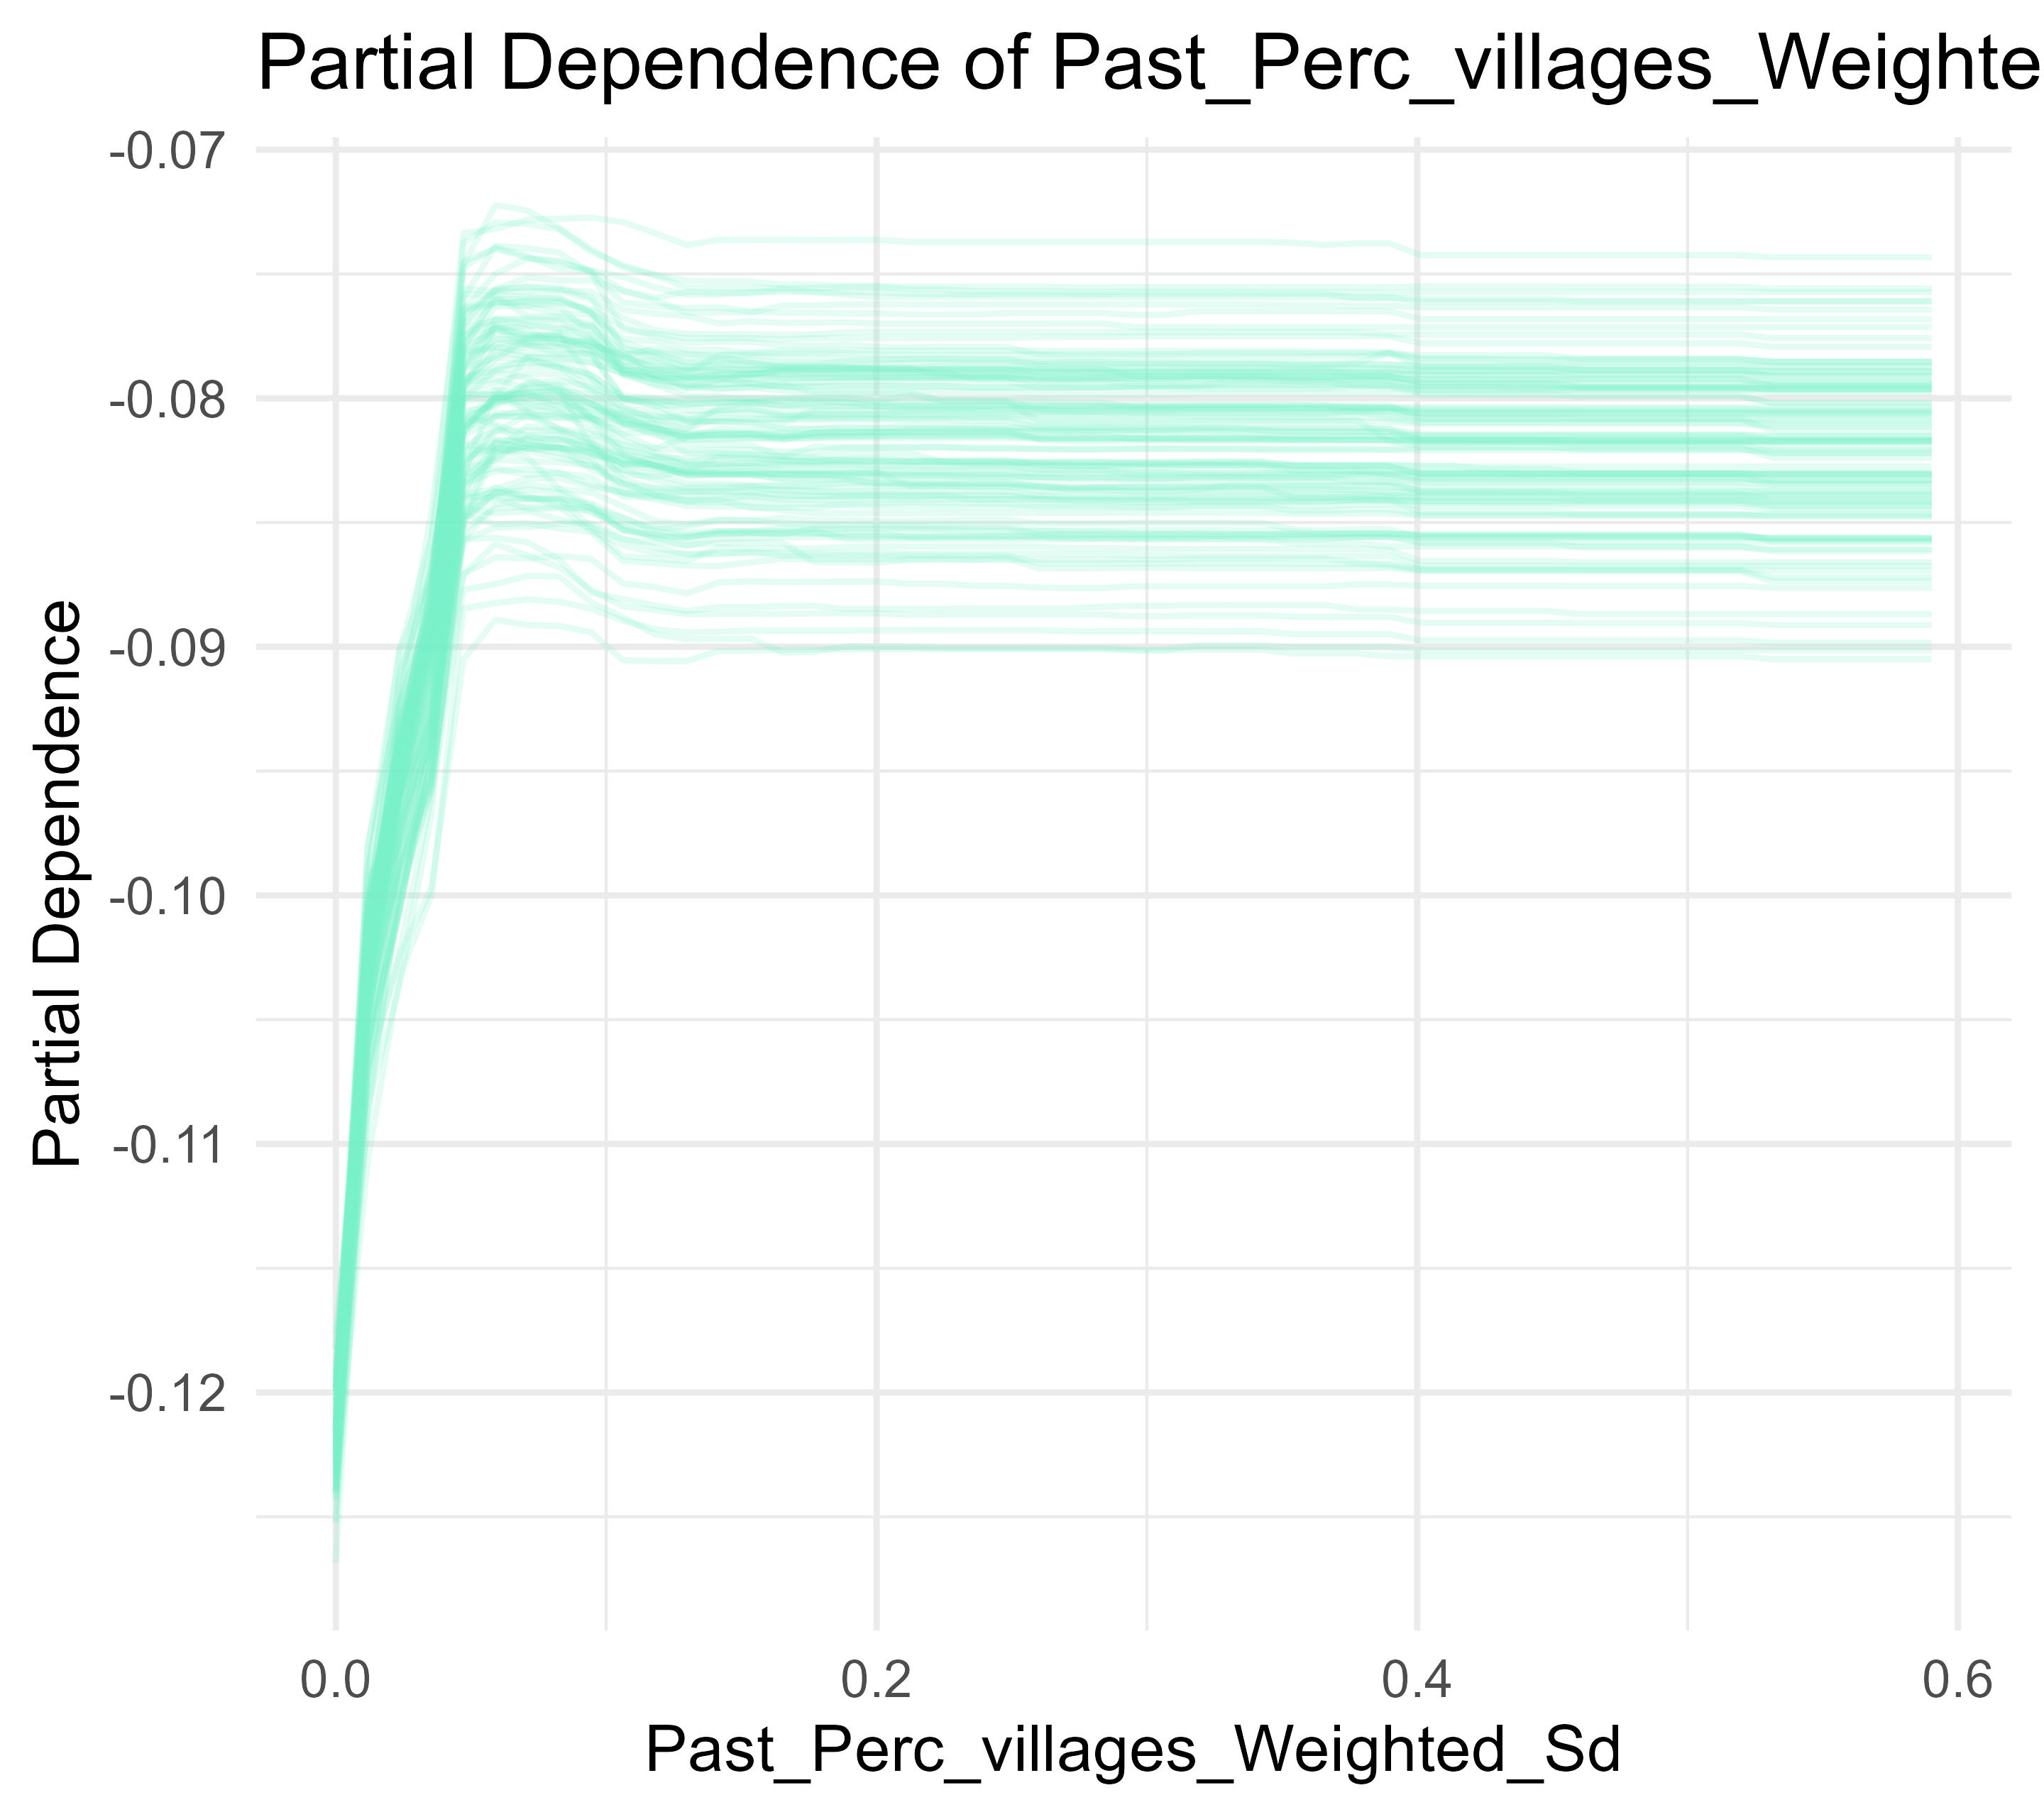 Partial Dependence of Past_Perc_villages_Weighte
-0.07
-0.08
-0.09
-0.10
-0.11
-0.12
Partial Dependence
0.0 0.2 0.4 0.6
Past_Perc_villages_Weighted_Sd